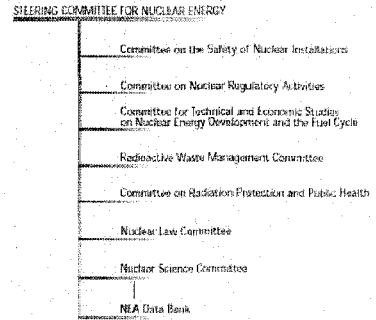 STEERING COMMITTEE FOR NUCLEAR ENERGY
Committee on the Safety of Nuclear Installations
Committee on Nuclear Regulatory Activities
Committee for Technical and Economic Studies
on Nuclear Energy Development and the Fuel Cycle
Radioactive Waste Management Committee
Committee on Radiation Protection and Public Health
Nuclear Law Committee
Nuclear Science Committee
NEA Data Bank